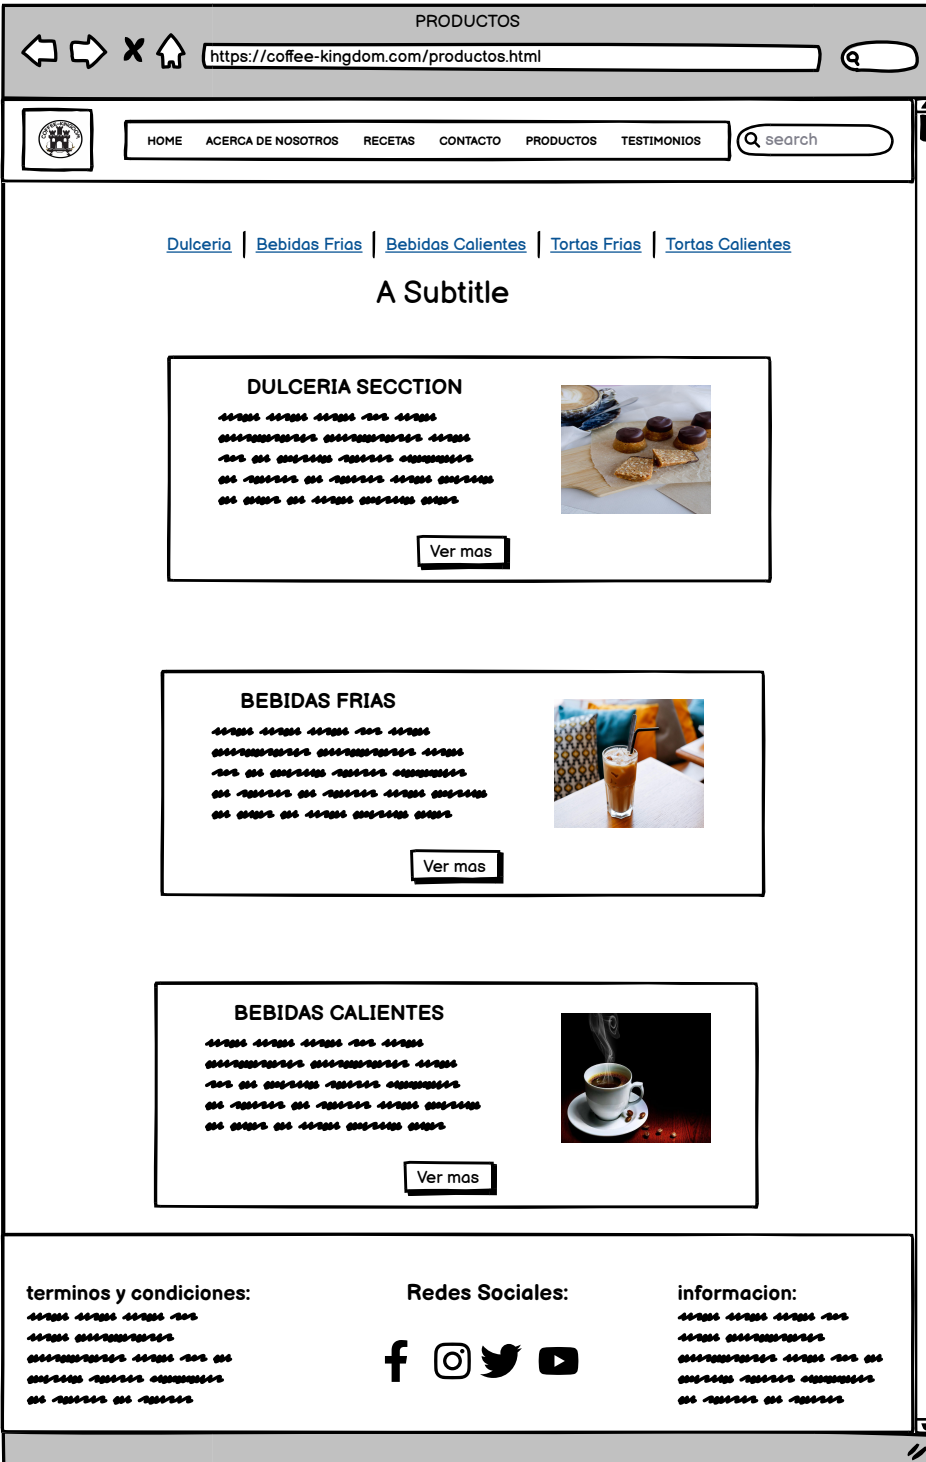 PRODUCTOS
https://coffee-kingdom.com/productos.html
COFFEE-KINGDOM
HOME ACERCA DE NOSOTROS RECETAS CONTACTO PRODUCTOS TESTIMONIOS
search
Dulceria | Bebidas Frias | Bebidas Calientes | Tortas Frias | Tortas Calientes
A Subtitle
DULCERIA SECCTION
Ver mas
BEBIDAS FRIAS
Ver mas
BEBIDAS CALIENTES
Ver mas
terminos y condiciones:
Redes Sociales:
informacion: